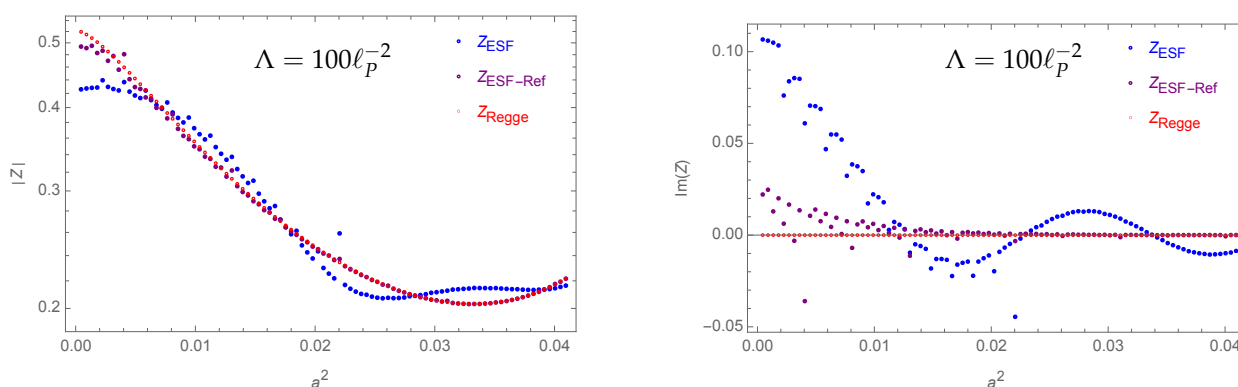 0.5
0.4
0.3
0.2
|Z|
0.00 0.01 0.02 0.03 0.04
a²
Λ = 100ℓ_P^{-2}
Z_ESF
Z_ESF-Ref
Z_Regge
0.10
0.05
0.00
-0.05
Im(Z)
0.00 0.01 0.02 0.03 0.04
a²
Λ = 100ℓ_P^{-2}
Z_ESF
Z_ESF-Ref
Z_Regge